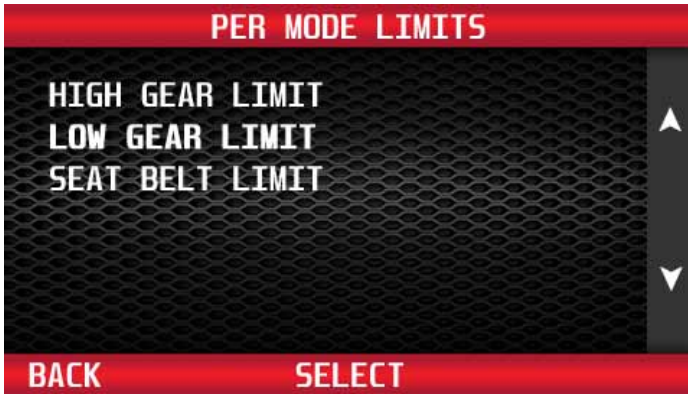 PER MODE LIMITS
HIGH GEAR LIMIT
LOW GEAR LIMIT
SEAT BELT LIMIT
BACK SELECT